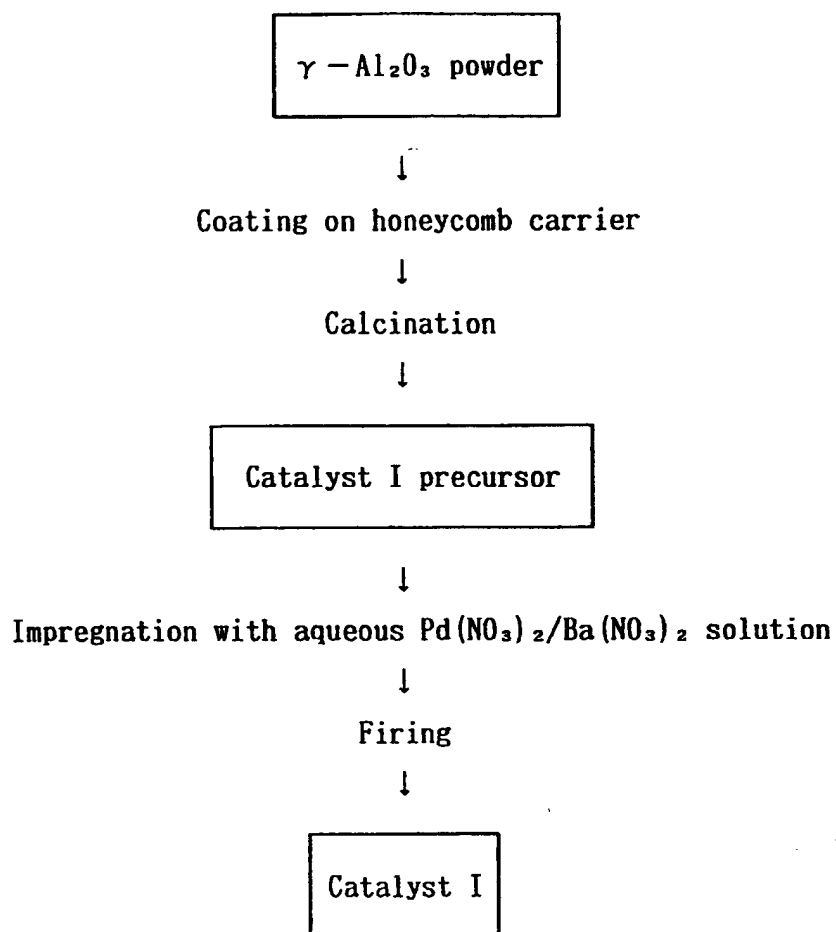 γ－Al₂O₃ powder
↓
Coating on honeycomb carrier
↓
Calcination
↓
Catalyst I precursor
↓
Impregnation with aqueous Pd(NO₃)₂/Ba(NO₃)₂ solution
↓
Firing
↓
Catalyst I